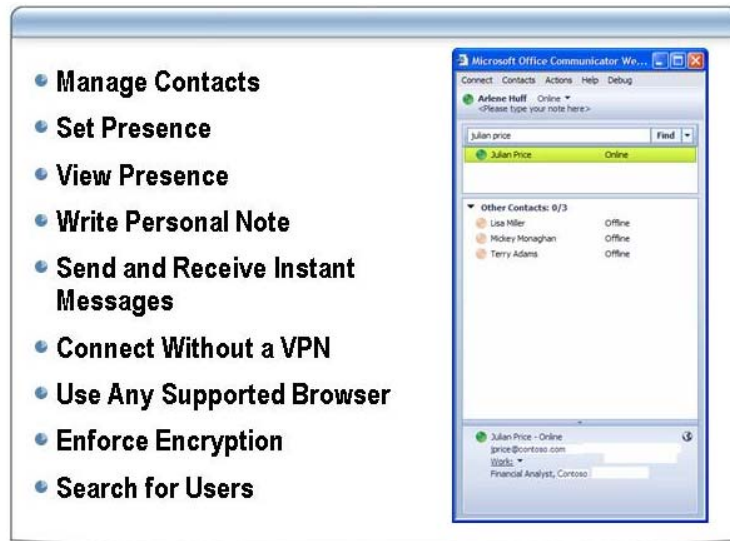 Manage Contacts
Set Presence
View Presence
Write Personal Note
Send and Receive Instant
Messages
Connect Without a VPN
Use Any Supported Browser
Enforce Encryption
Search for Users
Microsoft Office Communicator We...
Connect Contacts Actions Help Debug
Arlene Huff Online
<Please type your note here>
julian price Find
Julian Price Online
Other Contacts: 0/3
Lisa Miller Offline
Mickey Monaghan Offline
Terry Adams Offline
Julian Price - Online
jprice@contoso.com
Work:
Financial Analyst, Contoso